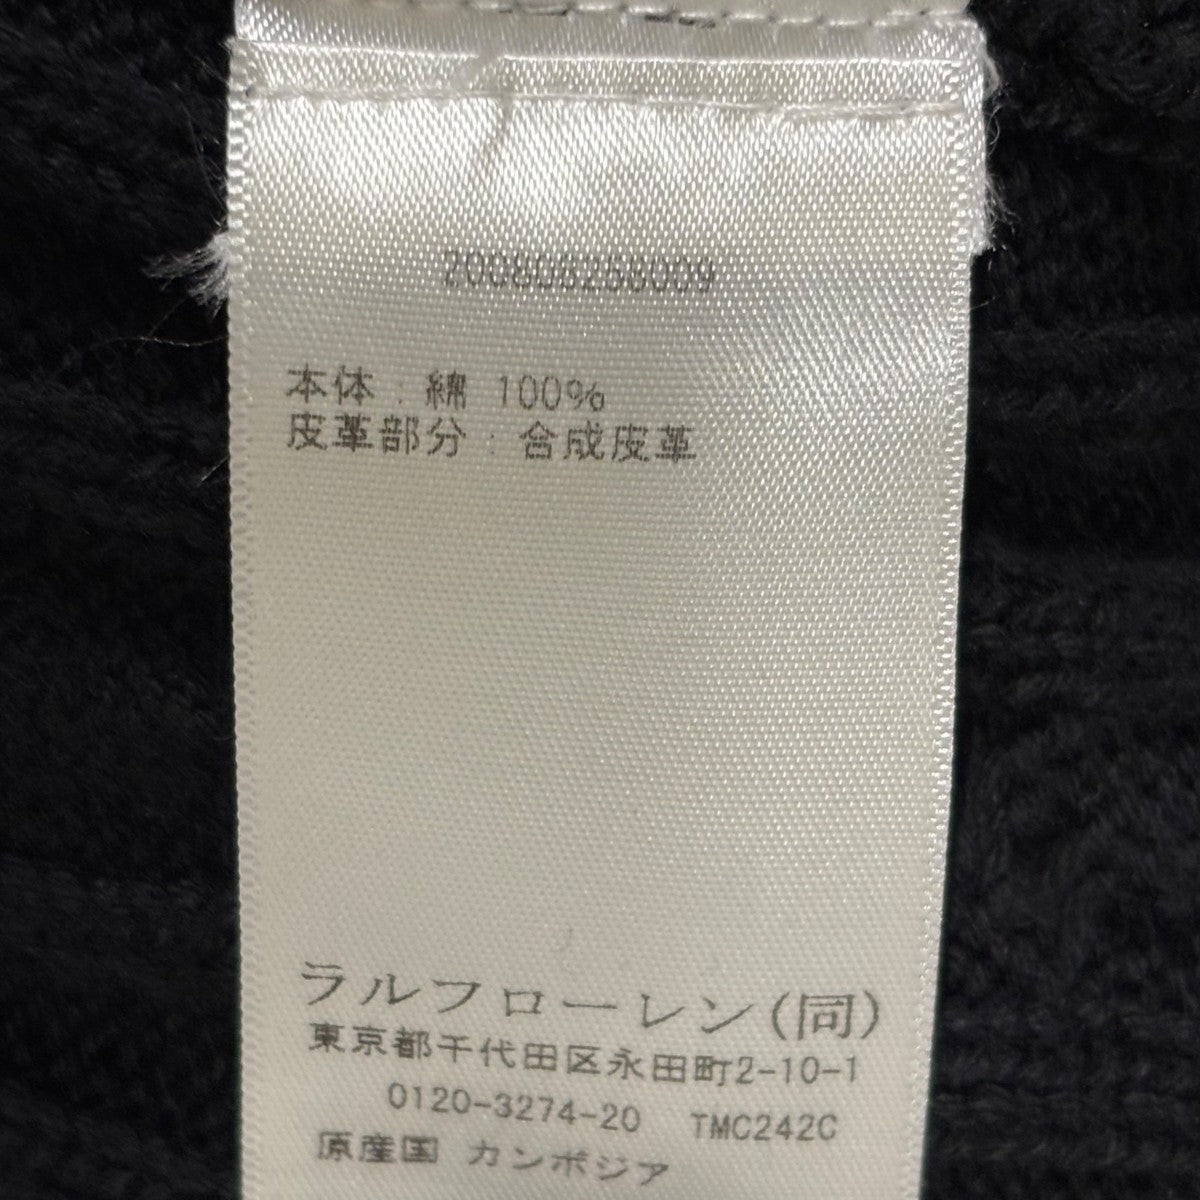 200808258009
本体：綿 100%
皮革部分：合成皮革
ラルフローレン(同)
東京都千代田区永田町2-10-1
0120-3274-20 TMC242C
原産国 カンボジア